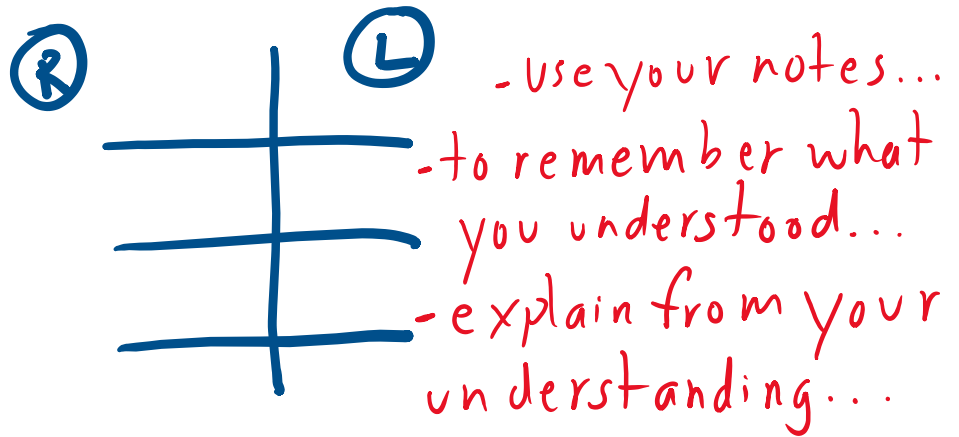 R
L
- use your notes...
- to remember what
you understood...
- explain from your
understanding...